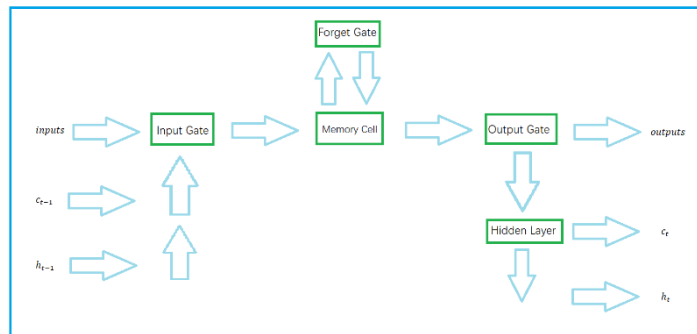 Forget Gate
inputs
Input Gate
Memory Cell
Output Gate
outputs
c_{t-1}
Hidden Layer
c_t
h_{t-1}
h_t